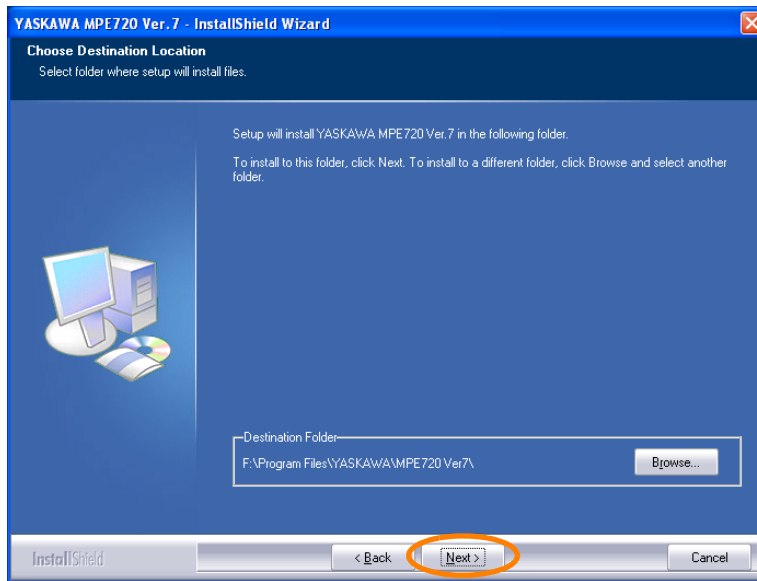 YASKAWA MPE720 Ver.7 - InstallShield Wizard
Choose Destination Location
Select folder where setup will install files.
Setup will install YASKAWA MPE720 Ver.7 in the following folder.
To install to this folder, click Next. To install to a different folder, click Browse and select another
folder.
Destination Folder
F:\Program Files\YASKAWA\MPE720 Ver7\
Browse...
InstallShield
< Back
Next >
Cancel